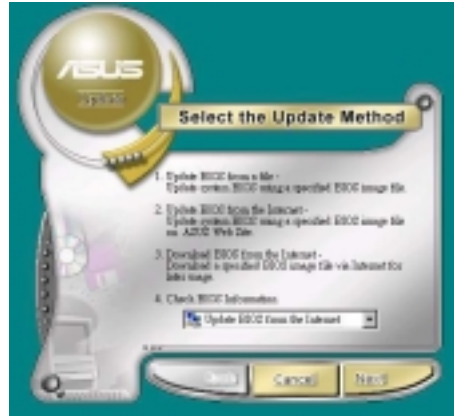 ASUS
Update
Select the Update Method
1. Update BIOS from a file -
Update system BIOS using a specified BIOS image file.
2. Update BIOS from the Internet -
Update system BIOS using a specified BIOS image file
on ASUS Web Site.
3. Download BIOS from the Internet -
Download a specified BIOS image file via Internet for
later usage.
4. Check BIOS Information
Update BIOS from the Internet
Cancel
Next